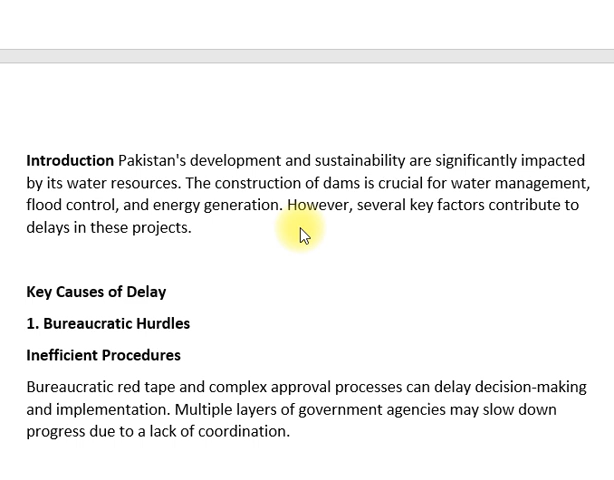 Introduction Pakistan's development and sustainability are significantly impacted
by its water resources. The construction of dams is crucial for water management,
flood control, and energy generation. However, several key factors contribute to
delays in these projects.
Key Causes of Delay
1. Bureaucratic Hurdles
Inefficient Procedures
Bureaucratic red tape and complex approval processes can delay decision-making
and implementation. Multiple layers of government agencies may slow down
progress due to a lack of coordination.